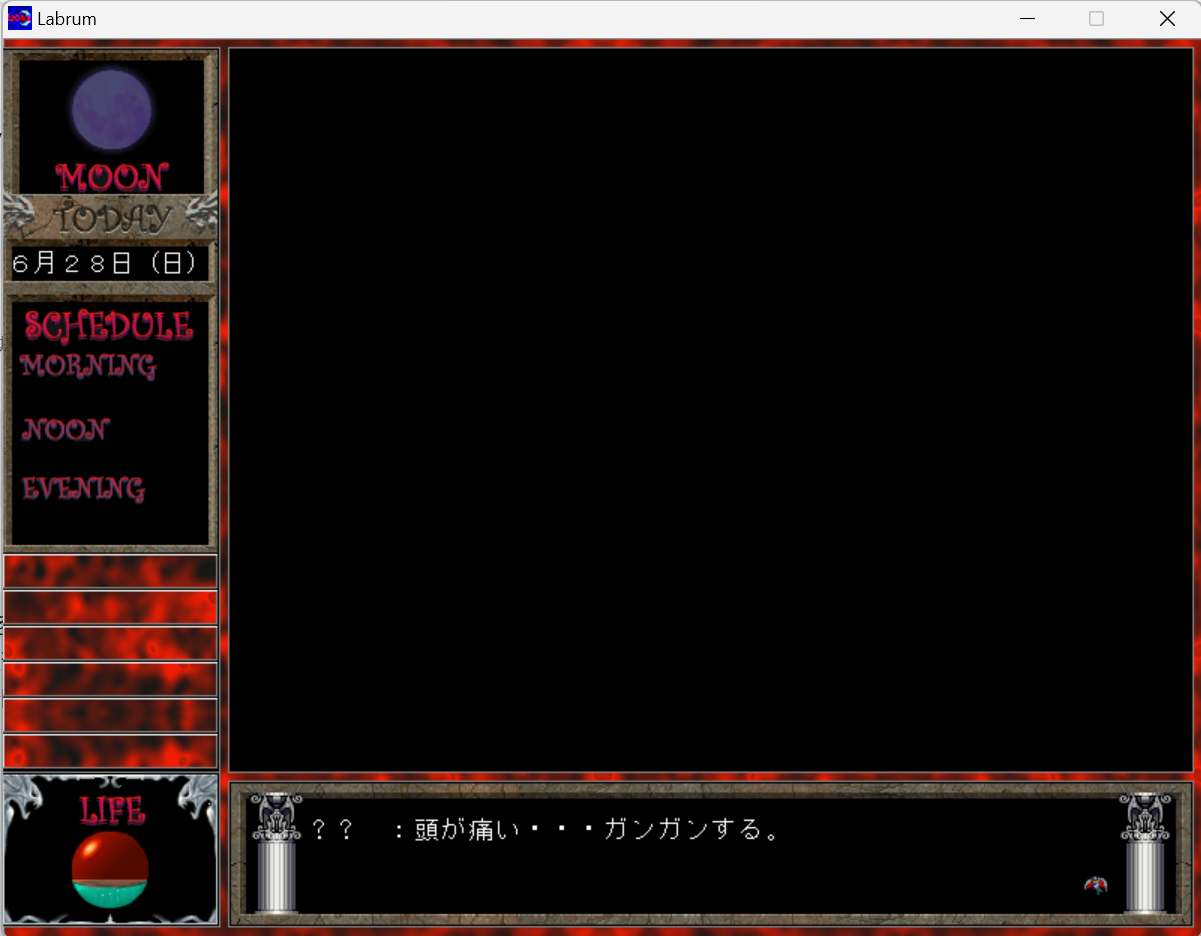 Labrum
MOON
TODAY
6月28日(日)
SCHEDULE
MORNING
NOON
EVENING
LIFE
??　:頭が痛い・・・ガンガンする。